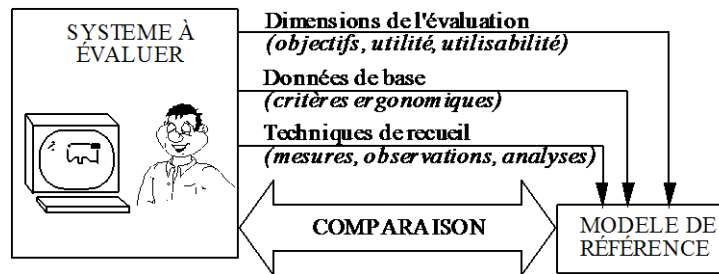 SYSTEME À
ÉVALUER
Dimensions de l'évaluation
(objectifs, utilité, utilisabilité)
Données de base
(critères ergonomiques)
Techniques de recueil
(mesures, observations, analyses)
COMPARAISON
MODELE DE
RÉFÉRENCE